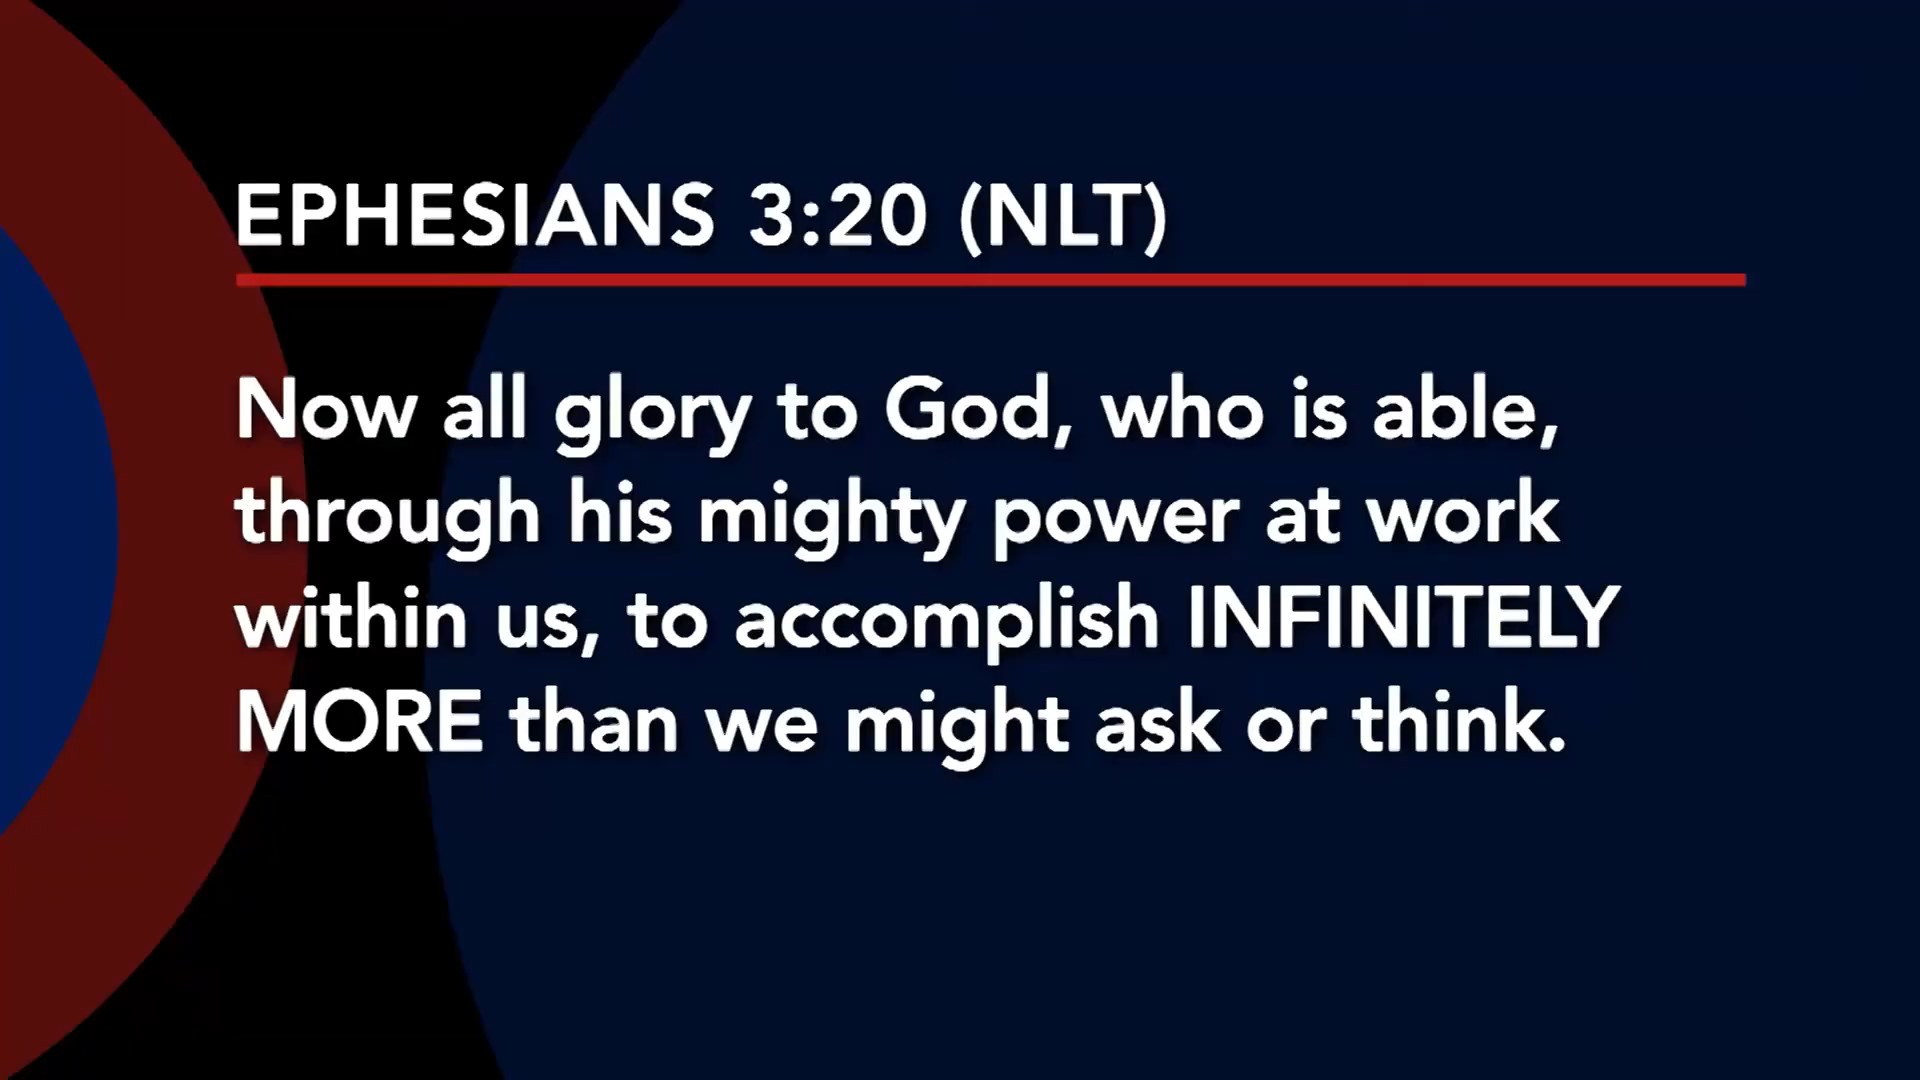 EPHESIANS 3:20 (NLT)
Now all glory to God, who is able,
through his mighty power at work
within us, to accomplish INFINITELY
MORE than we might ask or think.